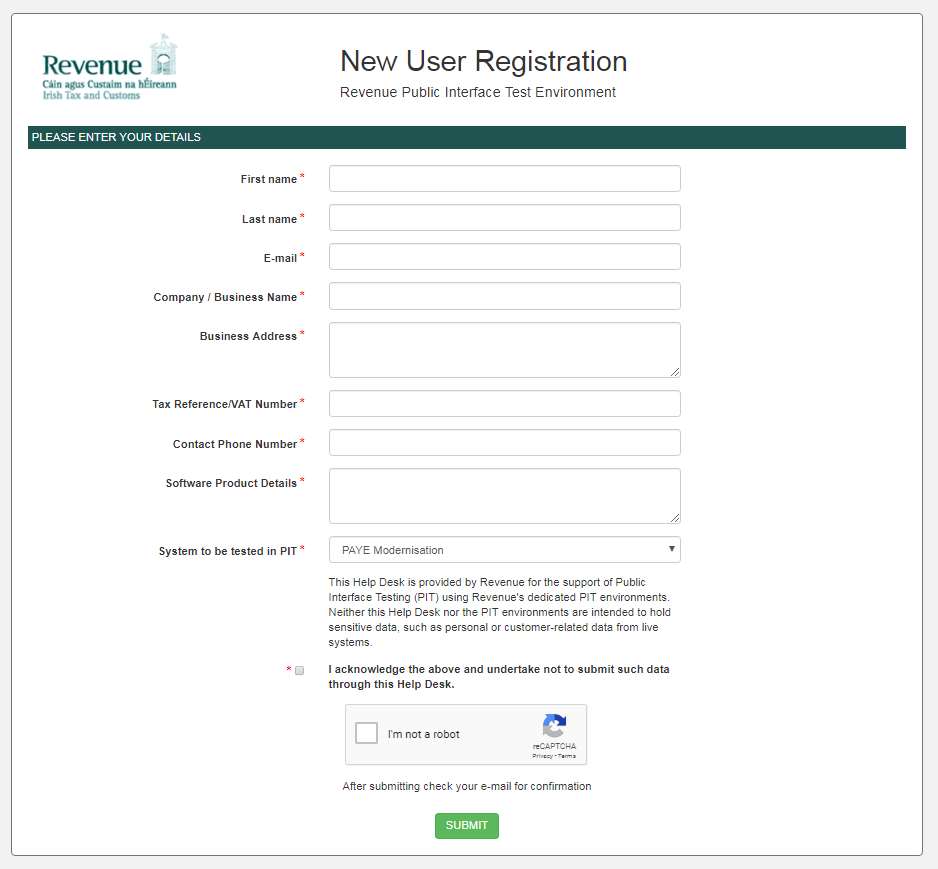 Revenue
Cáin agus Custaim na hÉireann
Irish Tax and Customs
New User Registration
Revenue Public Interface Test Environment
PLEASE ENTER YOUR DETAILS
First name *
Last name *
E-mail *
Company / Business Name *
Business Address *
Tax Reference/VAT Number *
Contact Phone Number *
Software Product Details *
System to be tested in PIT *
PAYE Modernisation
This Help Desk is provided by Revenue for the support of Public
Interface Testing (PIT) using Revenue's dedicated PIT environments.
Neither this Help Desk nor the PIT environments are intended to hold
sensitive data, such as personal or customer-related data from live
systems.
* I acknowledge the above and undertake not to submit such data
through this Help Desk.
I'm not a robot
reCAPTCHA
Privacy - Terms
After submitting check your e-mail for confirmation
SUBMIT